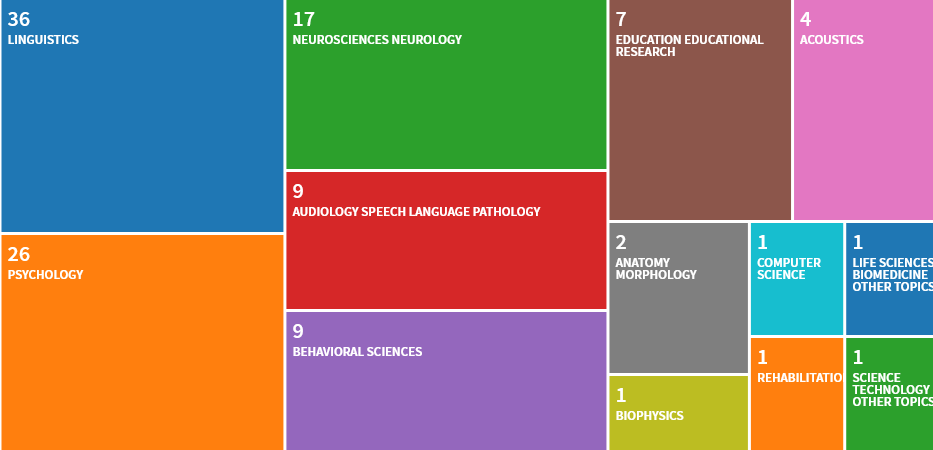 36
LINGUISTICS
26
PSYCHOLOGY
17
NEUROSCIENCES NEUROLOGY
9
AUDIOLOGY SPEECH LANGUAGE PATHOLOGY
9
BEHAVIORAL SCIENCES
7
EDUCATION EDUCATIONAL
RESEARCH
4
ACOUSTICS
2
ANATOMY
MORPHOLOGY
1
BIOPHYSICS
1
COMPUTER
SCIENCE
1
LIFE SCIENCES
BIOMEDICINE
OTHER TOPICS
1
REHABILITATIO
1
SCIENCE
TECHNOLOGY
OTHER TOPICS